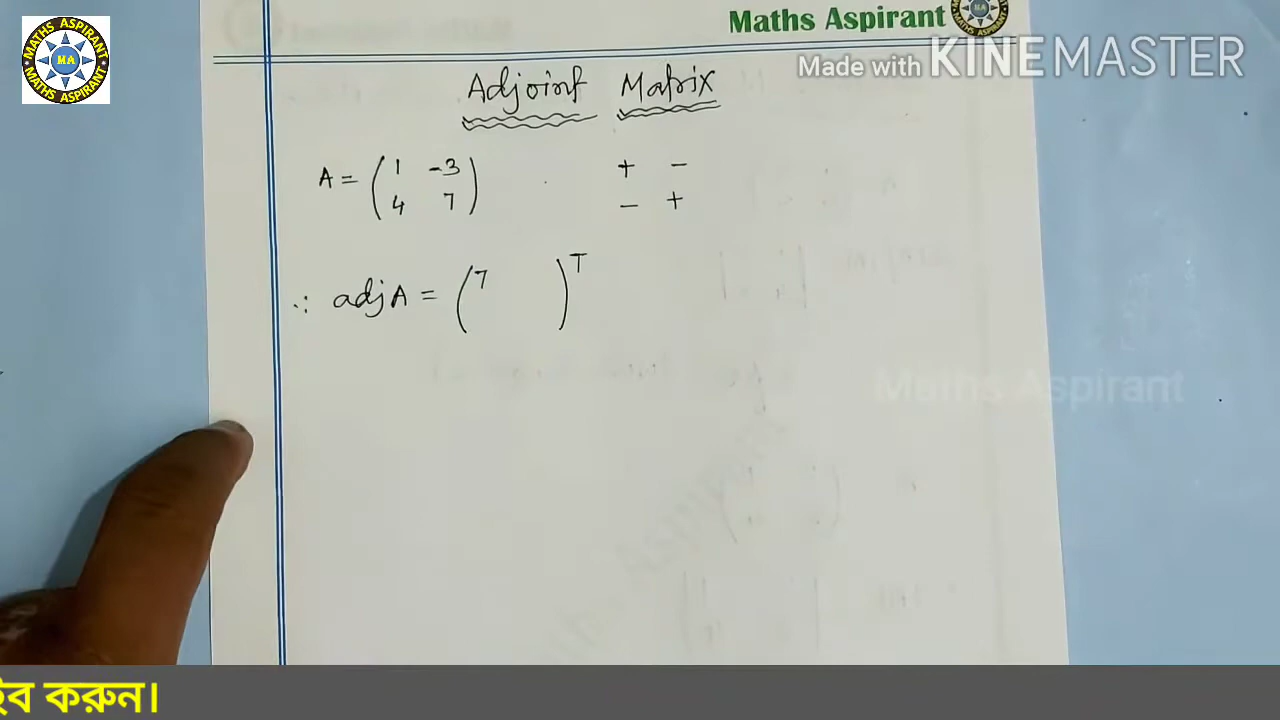 MATHS ASPIRANT
MA
MATHS ASPIRANT
Maths Aspirant
MA
Made with KINEMASTER
Adjoint Matrix
A = ( 1 -3
4 7 )
+ -
- +
∴ adjA = ( 7 )ᵀ
Maths Aspirant
করুন।